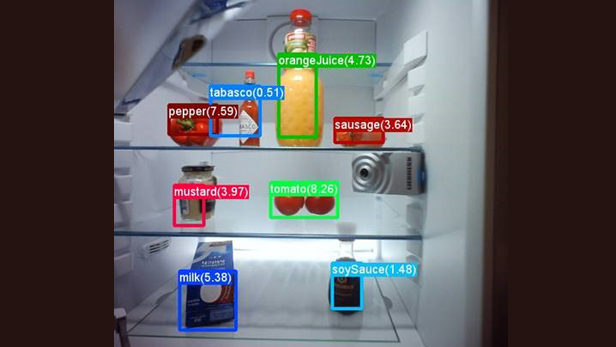 orangeJuice(4.73)
tabasco(0.51)
pepper(7.59)
sausage(3.64)
mustard(3.97)
tomato(8.26)
LIEBHERR
soySauce(1.48)
milk(5.38)